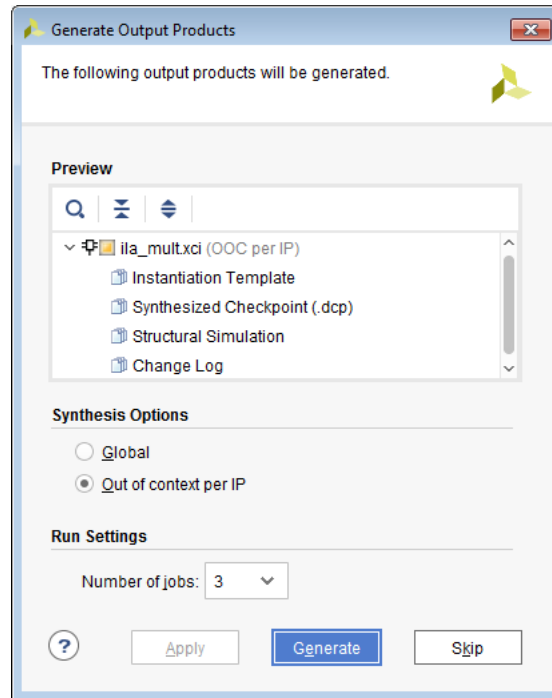 Generate Output Products
The following output products will be generated.
Preview
ila_mult.xci (OOC per IP)
Instantiation Template
Synthesized Checkpoint (.dcp)
Structural Simulation
Change Log
Synthesis Options
Global
Out of context per IP
Run Settings
Number of jobs: 3
? Apply Generate Skip